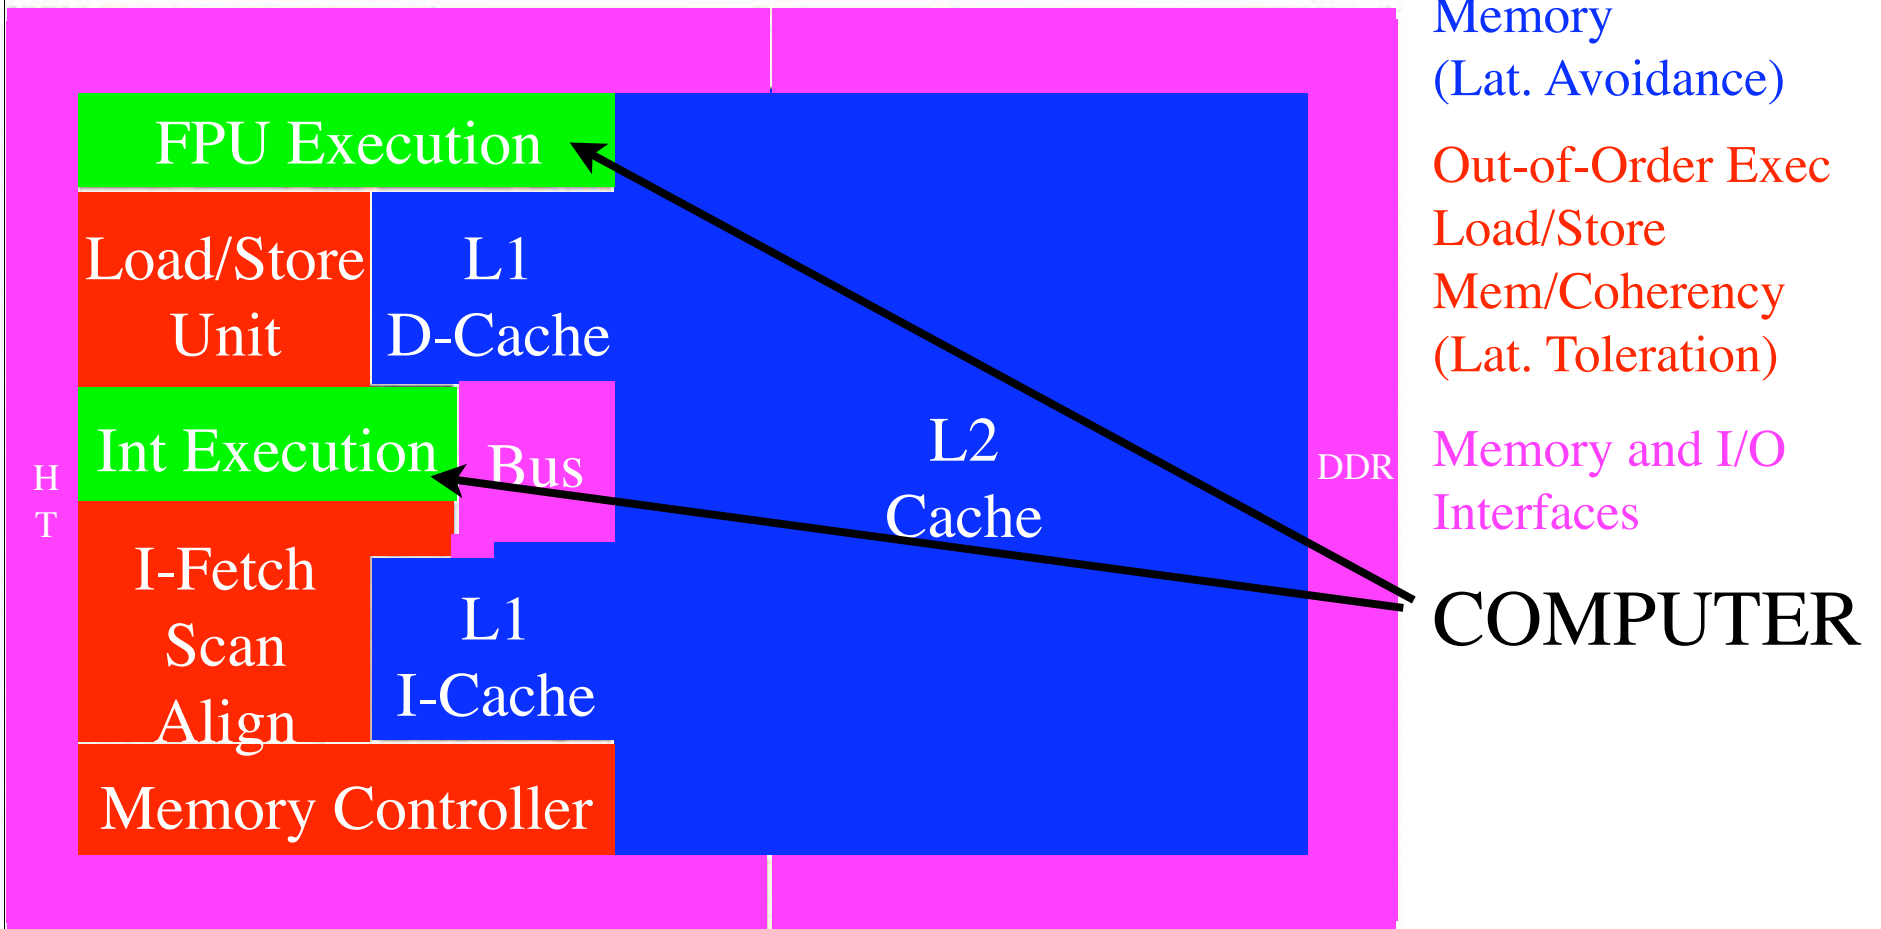 FPU Execution
Load/Store
Unit
L1
D-Cache
Int Execution
Bus
L2
Cache
H
T
DDR
I-Fetch
Scan
Align
L1
I-Cache
Memory Controller
Memory
(Lat. Avoidance)
Out-of-Order Exec
Load/Store
Mem/Coherency
(Lat. Toleration)
Memory and I/O
Interfaces
COMPUTER